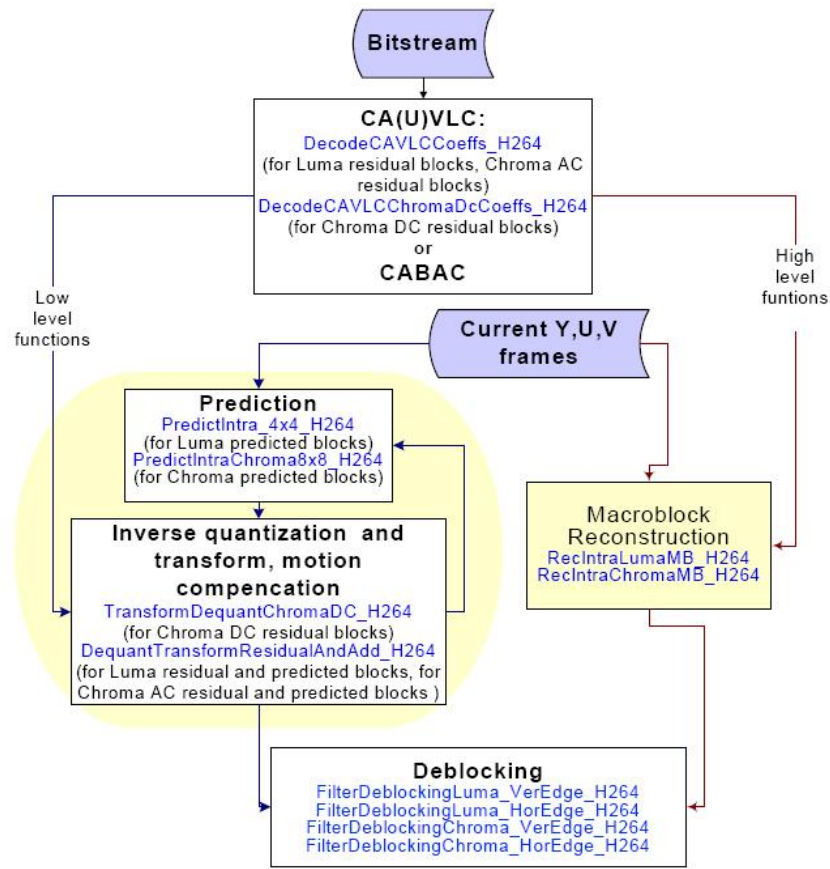 Bitstream
CA(U)VLC:
DecodeCAVLCCoeffs_H264
(for Luma residual blocks, Chroma AC
residual blocks)
DecodeCAVLCChromaDcCoeffs_H264
(for Chroma DC residual blocks)
or
CABAC
Low
level
functions
High
level
funtions
Current Y,U,V
frames
Prediction
PredictIntra_4x4_H264
(for Luma predicted blocks)
PredictIntraChroma8x8_H264
(for Chroma predicted blocks)
Inverse quantization and
transform, motion
compencation
TransformDequantChromaDC_H264
(for Chroma DC residual blocks)
DequantTransformResidualAndAdd_H264
(for Luma residual and predicted blocks, for
Chroma AC residual and predicted blocks )
Macroblock
Reconstruction
RecIntraLumaMB_H264
RecIntraChromaMB_H264
Deblocking
FilterDeblockingLuma_VerEdge_H264
FilterDeblockingLuma_HorEdge_H264
FilterDeblockingChroma_VerEdge_H264
FilterDeblockingChroma_HorEdge_H264